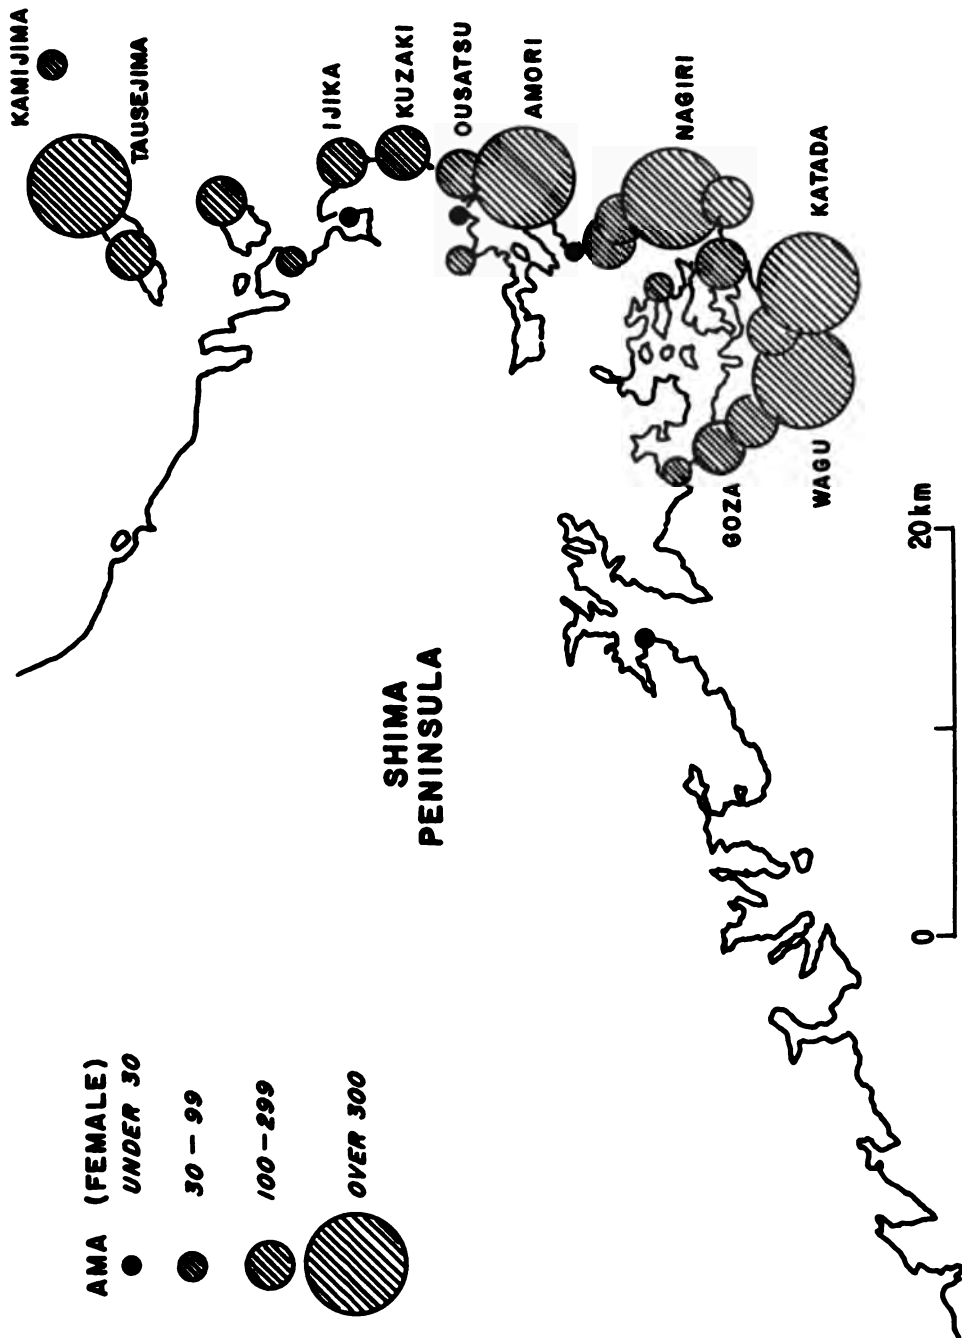 AMA (FEMALE)
UNDER 30
30-99
100-299
OVER 300
SHIMA
PENINSULA
KAMIJIMA
TAUSEJIMA
IJIKA
KUZAKI
OUSATSU
AMORI
NAGIRI
KATADA
WAGU
GOZA
0
20km